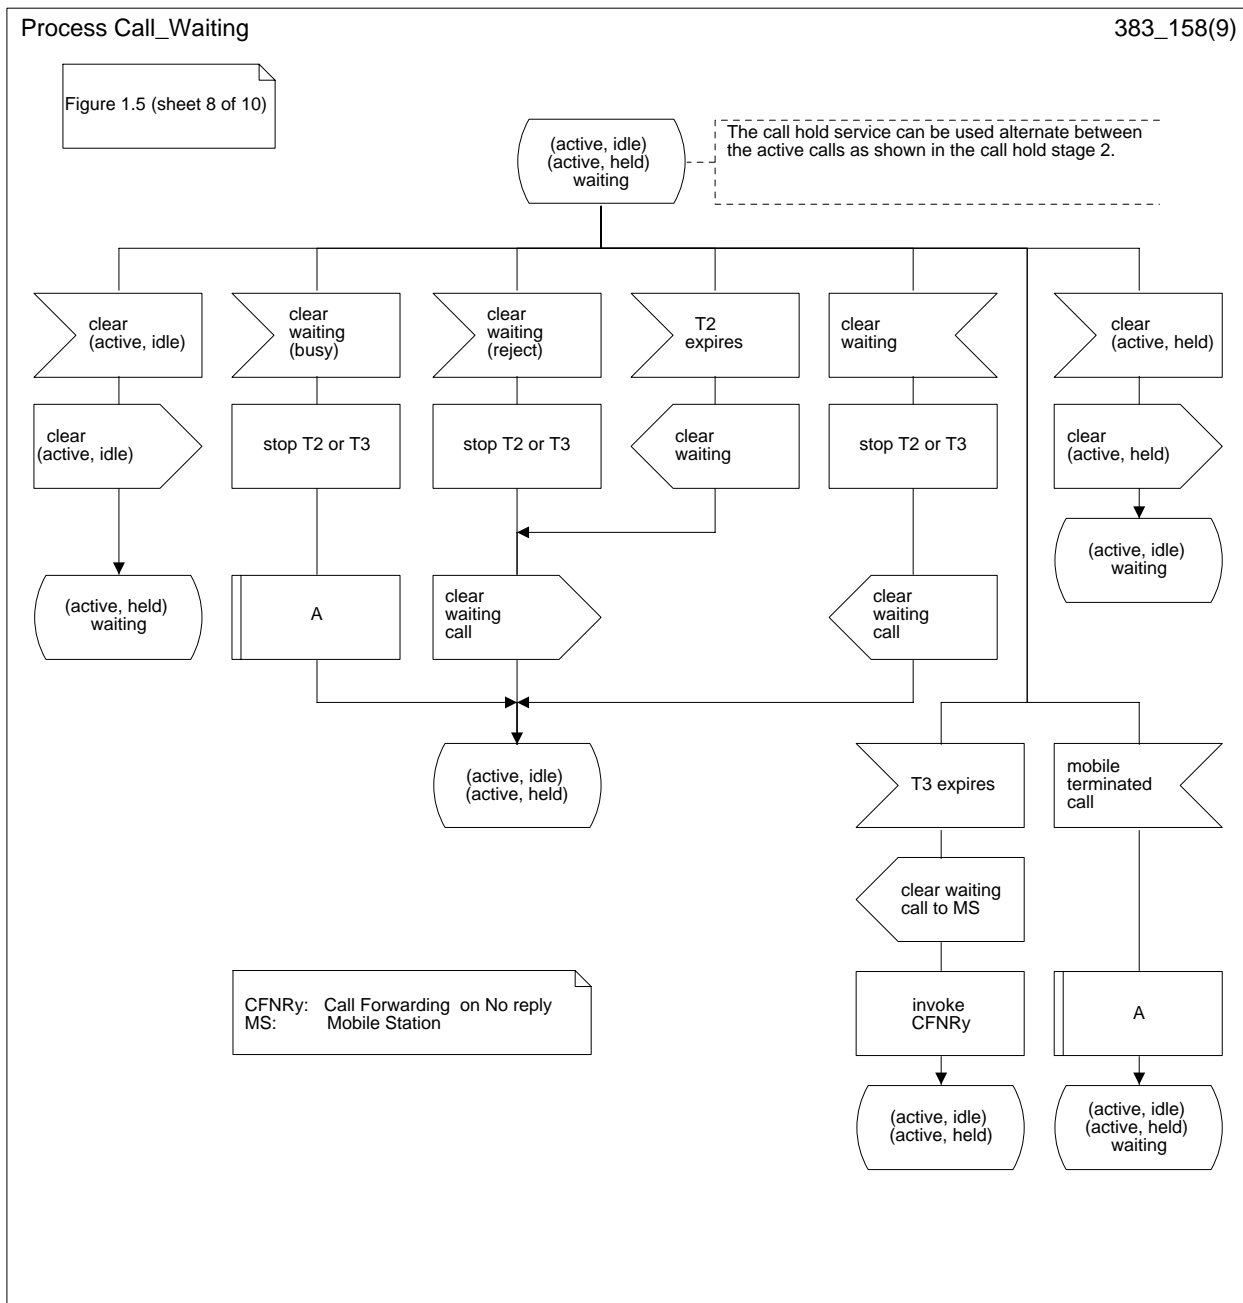 Process Call_Waiting
383_158(9)
Figure 1.5 (sheet 8 of 10)
(active, idle)
(active, held)
waiting
The call hold service can be used alternate between
the active calls as shown in the call hold stage 2.
clear
(active, idle)
clear
waiting
(busy)
clear
waiting
(reject)
T2
expires
clear
waiting
clear
(active, held)
clear
(active, idle)
stop T2 or T3
stop T2 or T3
clear
waiting
stop T2 or T3
clear
(active, held)
(active, idle)
waiting
(active, held)
waiting
A
clear
waiting
call
clear
waiting
call
(active, idle)
(active, held)
T3 expires
mobile
terminated
call
clear waiting
call to MS
CFNRy: Call Forwarding on No reply
MS: Mobile Station
invoke
CFNRy
A
(active, idle)
(active, held)
(active, idle)
(active, held)
waiting